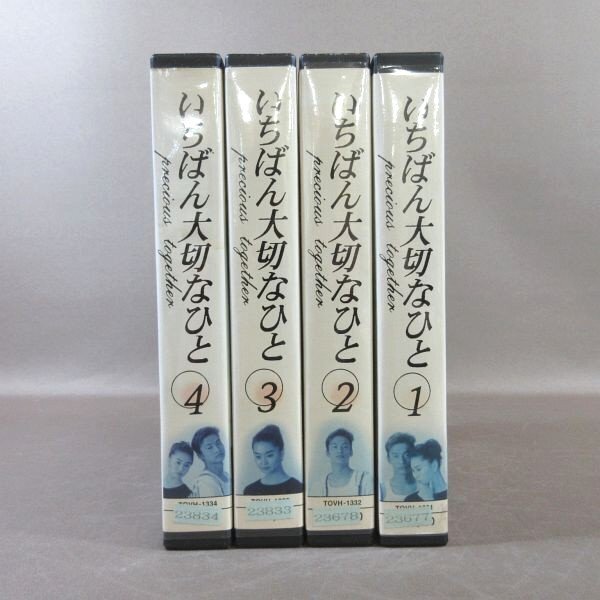 いちばん大切なひと
precious together
4
TOVH-1334
23834
いちばん大切なひと
precious together
3
23833
いちばん大切なひと
precious together
2
TOVH-1332
23678
いちばん大切なひと
precious together
1
23677